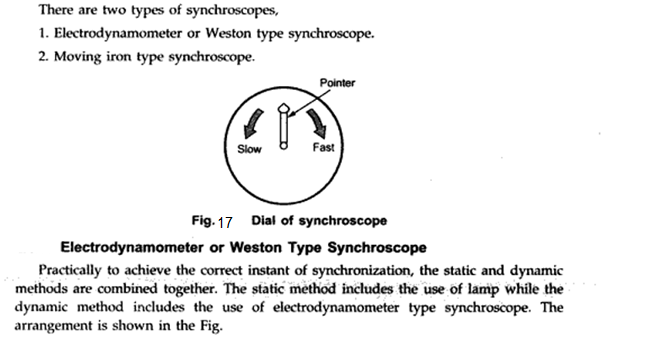 There are two types of synchroscopes,
1. Electrodynamometer or Weston type synchroscope.
2. Moving iron type synchroscope.
Pointer
Slow
Fast
Fig. 17 Dial of synchroscope
Electrodynamometer or Weston Type Synchroscope
Practically to achieve the correct instant of synchronization, the static and dynamic
methods are combined together. The static method includes the use of lamp while the
dynamic method includes the use of electrodynamometer type synchroscope. The
arrangement is shown in the Fig.